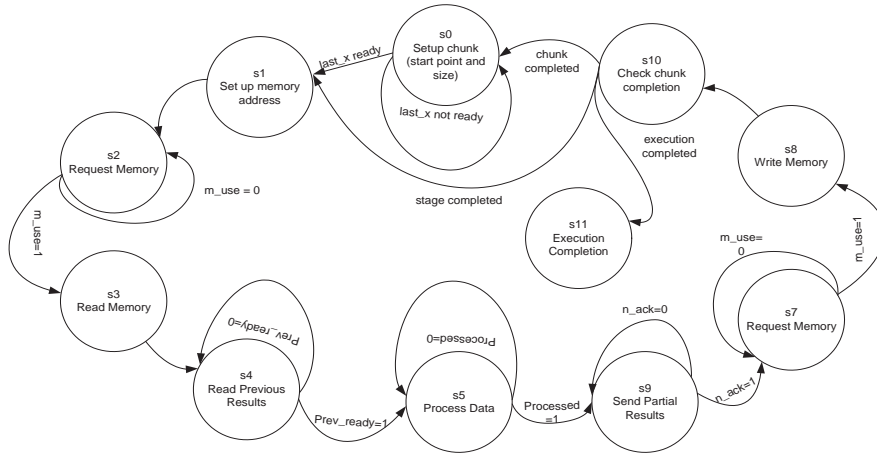 s0
Setup chunk
(start point and
size)
last_x ready
last_x not ready
s1
Set up memory
address
chunk
completed
s10
Check chunk
completion
execution
completed
s8
Write Memory
s2
Request Memory
m_use = 0
stage completed
s11
Execution
Completion
m_use=1
m_use=
0
m_use=1
s3
Read Memory
s7
Request Memory
Prev_ready=0
s4
Read Previous
Results
Processed=0
s5
Process Data
n_ack=0
s9
Send Partial
Results
Prev_ready=1
Processed
=1
n_ack=1